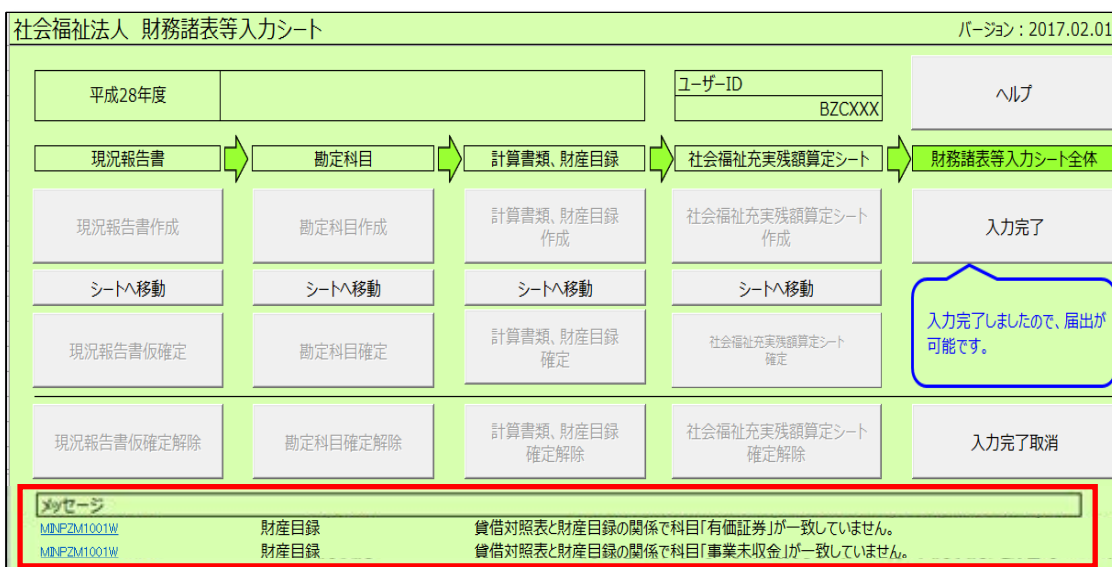 社会福祉法人 財務諸表等入力シート
バージョン：2017.02.01
平成28年度
ユーザーID
BZCXXX
ヘルプ
現況報告書
勘定科目
計算書類、財産目録
社会福祉充実残額算定シート
財務諸表等入力シート全体
現況報告書作成
勘定科目作成
計算書類、財産目録
作成
社会福祉充実残額算定シート
作成
入力完了
シートへ移動
シートへ移動
シートへ移動
シートへ移動
入力完了しましたので、届出が
可能です。
現況報告書仮確定
勘定科目確定
計算書類、財産目録
確定
社会福祉充実残額算定シート
確定
現況報告書仮確定解除
勘定科目確定解除
計算書類、財産目録
確定解除
社会福祉充実残額算定シート
確定解除
入力完了取消
メッセージ
MINPZM1001W 財産目録 貸借対照表と財産目録の関係で科目「有価証券」が一致していません。
MINPZM1001W 財産目録 貸借対照表と財産目録の関係で科目「事業未収金」が一致していません。